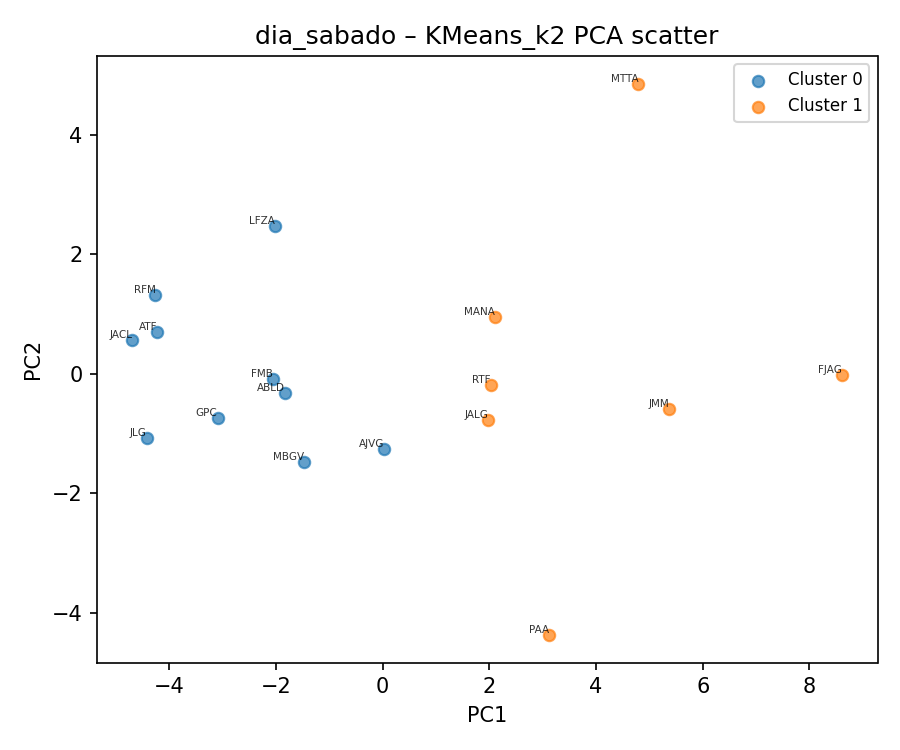 dia_sabado – KMeans_k2 PCA scatter
Cluster 0
Cluster 1
MTTA
LFZA
RFM
ATF
JACL
MANA
FMB
ABLD
RTF
FJAG
GPC
JALG
JMM
JLG
MBGV
AJVG
PAA
4
2
0
−2
−4
PC2
−4
−2
0
2
4
6
8
PC1